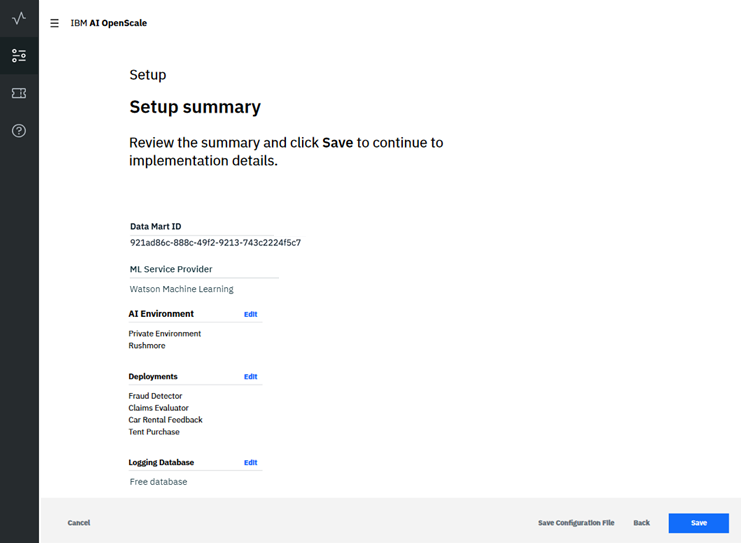 IBM AI OpenScale
Setup
Setup summary
Review the summary and click Save to continue to
implementation details.
Data Mart ID
921ad86c-888c-49f2-9213-743c2224f5c7
ML Service Provider
Watson Machine Learning
AI Environment Edit
Private Environment
Rushmore
Deployments Edit
Fraud Detector
Claims Evaluator
Car Rental Feedback
Tent Purchase
Logging Database Edit
Free database
Cancel Save Configuration File Back Save